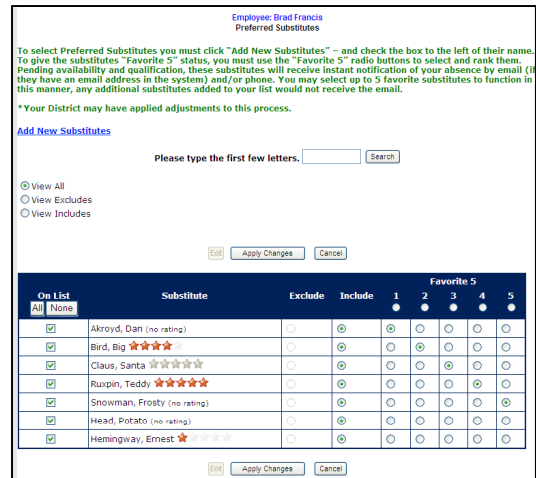 Employee: Brad Francis
Preferred Substitutes
To select Preferred Substitutes you must click "Add New Substitutes" – and check the box to the left of their name.
To give the substitutes "Favorite 5" status, you must use the "Favorite 5" radio buttons to select and rank them.
Pending availability and qualification, these substitutes will receive instant notification of your absence by email (if
they have an email address in the system) and/or phone. You may select up to 5 favorite substitutes to function in
this manner, any additional substitutes added to your list would not receive the email.
*Your District may have applied adjustments to this process.
Add New Substitutes
Please type the first few letters. Search
View All
View Excludes
View Includes
Edit Apply Changes Cancel
Favorite 5
On List Substitute Exclude Include 1 2 3 4 5
All None
Akroyd, Dan (no rating)
Bird, Big
Claus, Santa
Ruxpin, Teddy
Snowman, Frosty (no rating)
Head, Potato (no rating)
Hemingway, Ernest
Edit Apply Changes Cancel